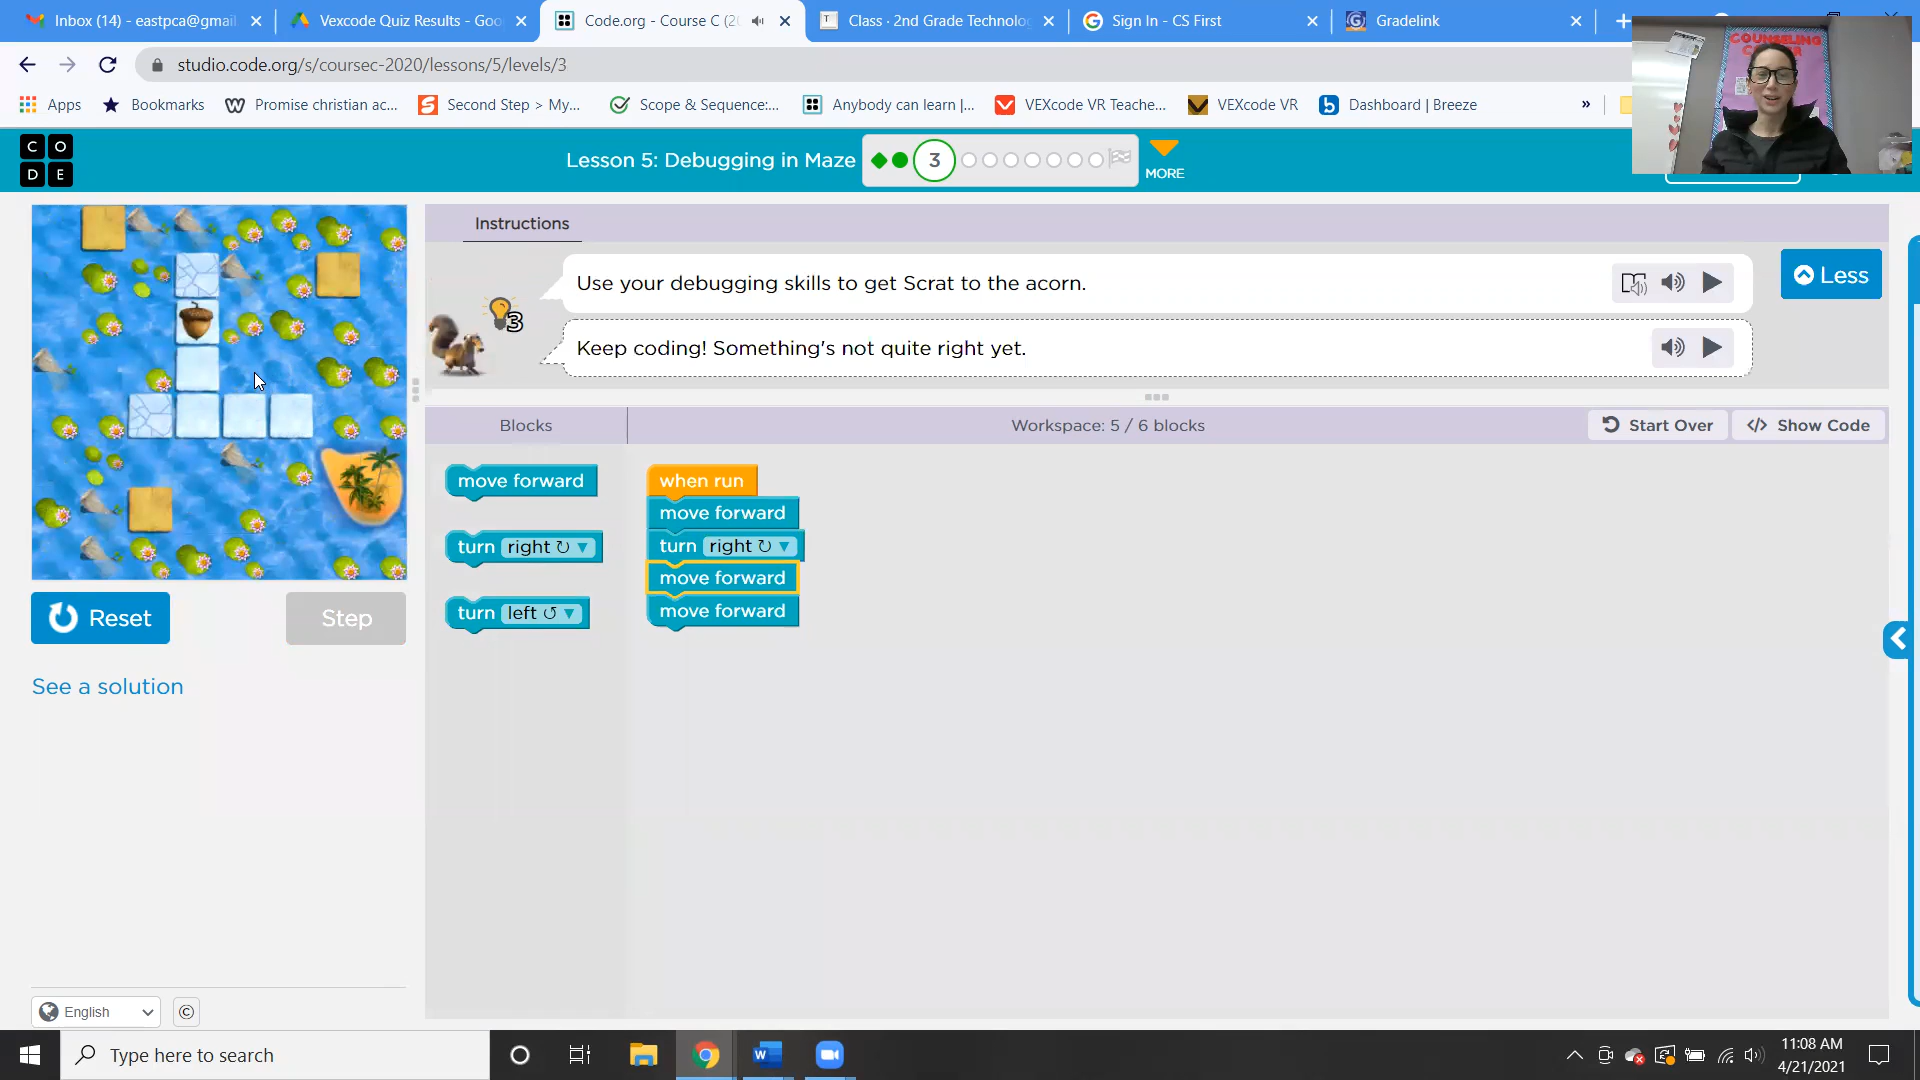 Inbox (14) - eastpca@gmail
Vexcode Quiz Results - Goo
Code.org - Course C (2
Class · 2nd Grade Technolo
Sign In - CS First
Gradelink
studio.code.org/s/coursec-2020/lessons/5/levels/3
Apps
Bookmarks
Promise christian ac...
Second Step > My...
Scope & Sequence:...
Anybody can learn |...
VEXcode VR Teache...
VEXcode VR
Dashboard | Breeze
»
COUNSELING
C O
D E
Lesson 5: Debugging in Maze
3
MORE
Instructions
Use your debugging skills to get Scrat to the acorn.
3
Keep coding! Something's not quite right yet.
Less
Blocks
Workspace: 5 / 6 blocks
Start Over
</> Show Code
move forward
turn right ↻ ▼
turn left ↺ ▼
when run
move forward
turn right ↻ ▼
move forward
move forward
Reset
Step
See a solution
English
©
Type here to search
11:08 AM
4/21/2021